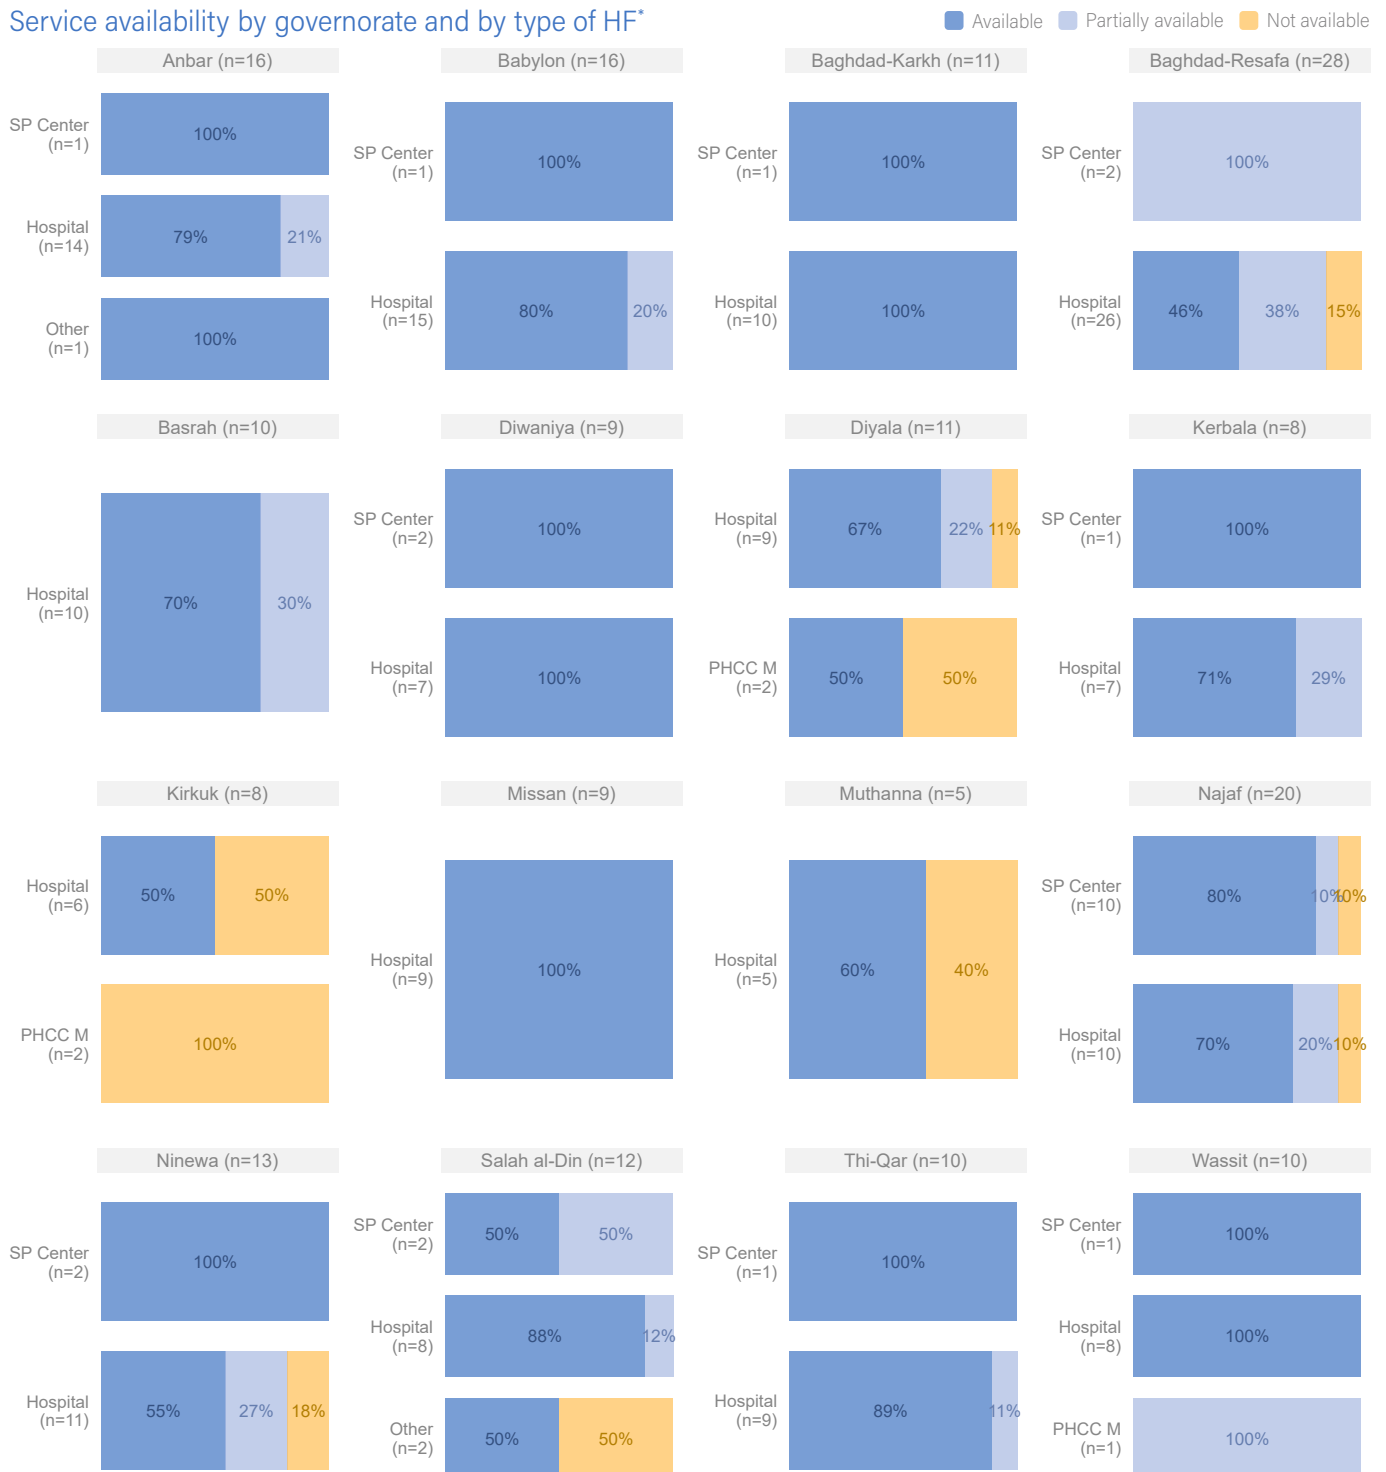 Service availability by governorate and by type of HF*
Available Partially available Not available
Anbar (n=16)
SP Center
(n=1)
100%
Hospital
(n=14)
79% 21%
Other
(n=1)
100%
Babylon (n=16)
SP Center
(n=1)
100%
Hospital
(n=15)
80% 20%
Baghdad-Karkh (n=11)
SP Center
(n=1)
100%
Hospital
(n=10)
100%
Baghdad-Resafa (n=28)
SP Center
(n=2)
100%
Hospital
(n=26)
46% 38% 15%
Basrah (n=10)
Hospital
(n=10)
70% 30%
Diwaniya (n=9)
SP Center
(n=2)
100%
Hospital
(n=7)
100%
Diyala (n=11)
Hospital
(n=9)
67% 22% 11%
PHCC M
(n=2)
50% 50%
Kerbala (n=8)
SP Center
(n=1)
100%
Hospital
(n=7)
71% 29%
Kirkuk (n=8)
Hospital
(n=6)
50% 50%
PHCC M
(n=2)
100%
Missan (n=9)
Hospital
(n=9)
100%
Muthanna (n=5)
Hospital
(n=5)
60% 40%
Najaf (n=20)
SP Center
(n=10)
80% 10% 10%
Hospital
(n=10)
70% 20% 10%
Ninewa (n=13)
SP Center
(n=2)
100%
Hospital
(n=11)
55% 27% 18%
Salah al-Din (n=12)
SP Center
(n=2)
50% 50%
Hospital
(n=8)
88% 12%
Other
(n=2)
50% 50%
Thi-Qar (n=10)
SP Center
(n=1)
100%
Hospital
(n=9)
89% 11%
Wassit (n=10)
SP Center
(n=1)
100%
Hospital
(n=8)
100%
PHCC M
(n=1)
100%